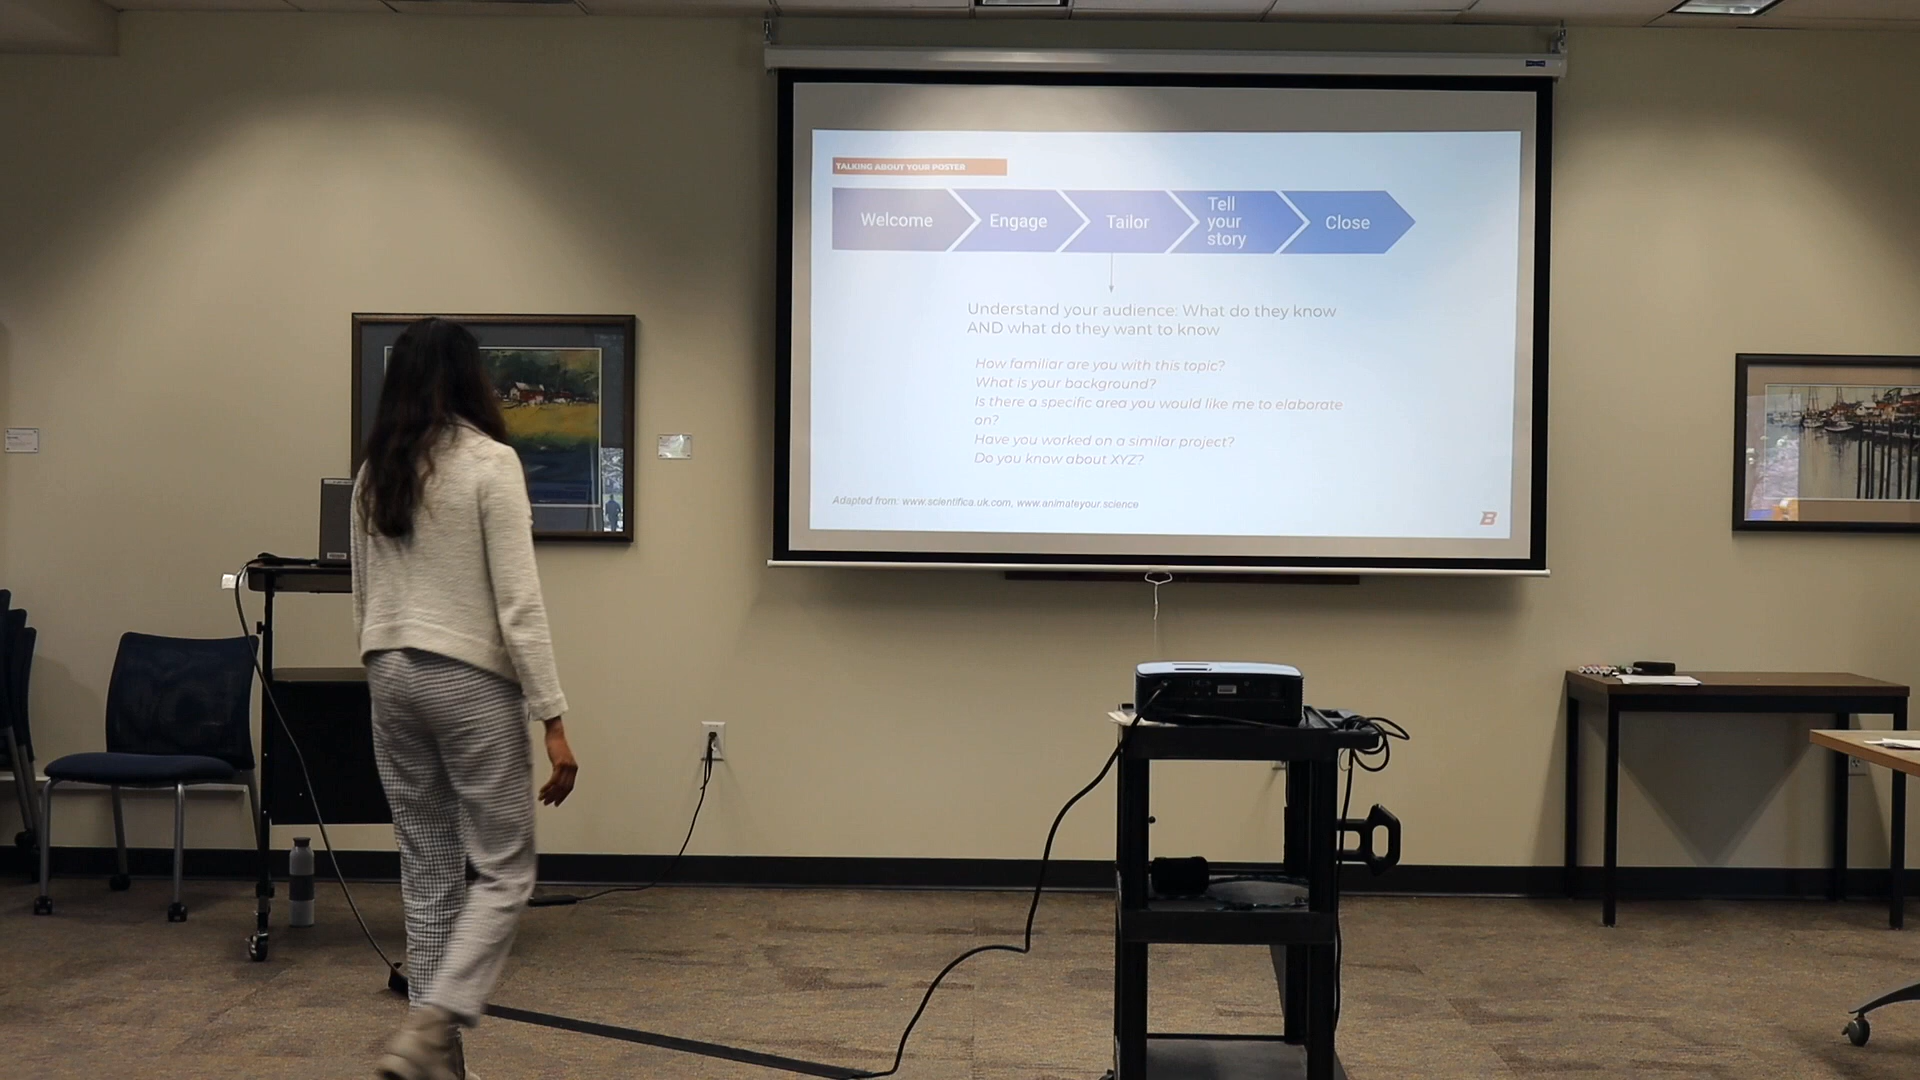 TALKING ABOUT YOUR POSTER
Welcome
Engage
Tailor
Tell
your
story
Close
Understand your audience: What do they know
AND what do they want to know
How familiar are you with this topic?
What is your background?
Is there a specific area you would like me to elaborate
on?
Have you worked on a similar project?
Do you know about XYZ?
Adapted from: www.scientifica.uk.com, www.animateyour.science
B